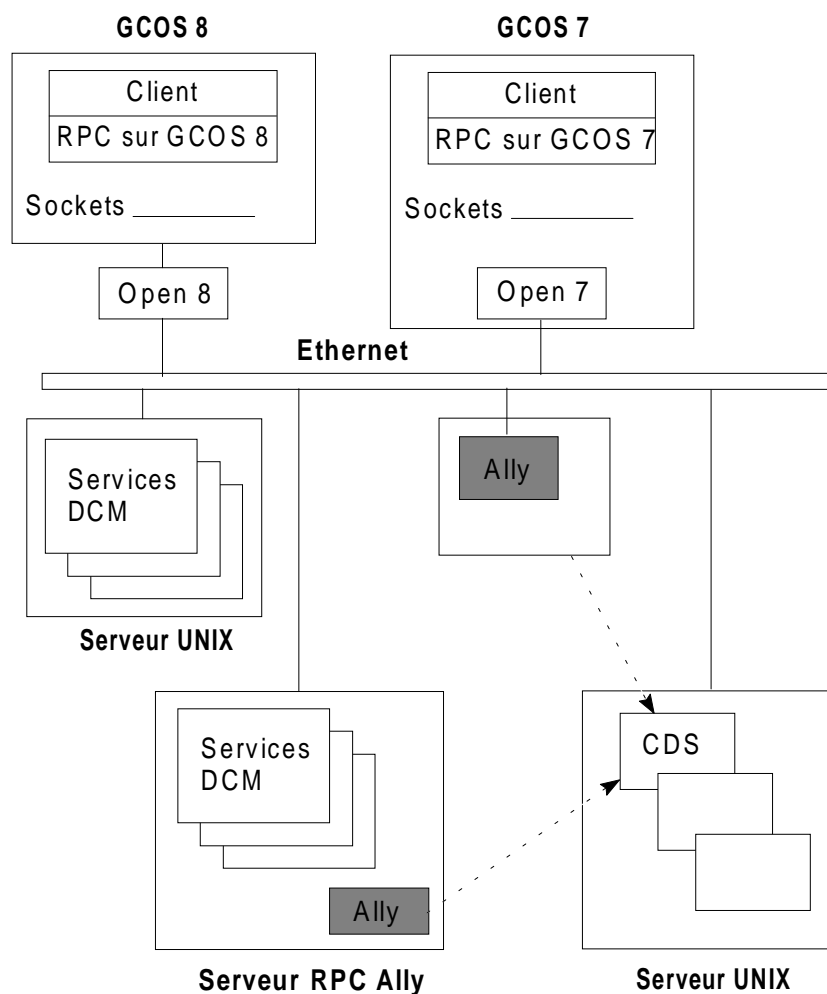 GCOS 8
GCOS 7
Client
RPC sur GCOS 8
Sockets
Open 8
Client
RPC sur GCOS 7
Sockets
Open 7
Ethernet
Services
DCM
Serveur UNIX
Ally
Services
DCM
Ally
Serveur RPC Ally
CDS
Serveur UNIX